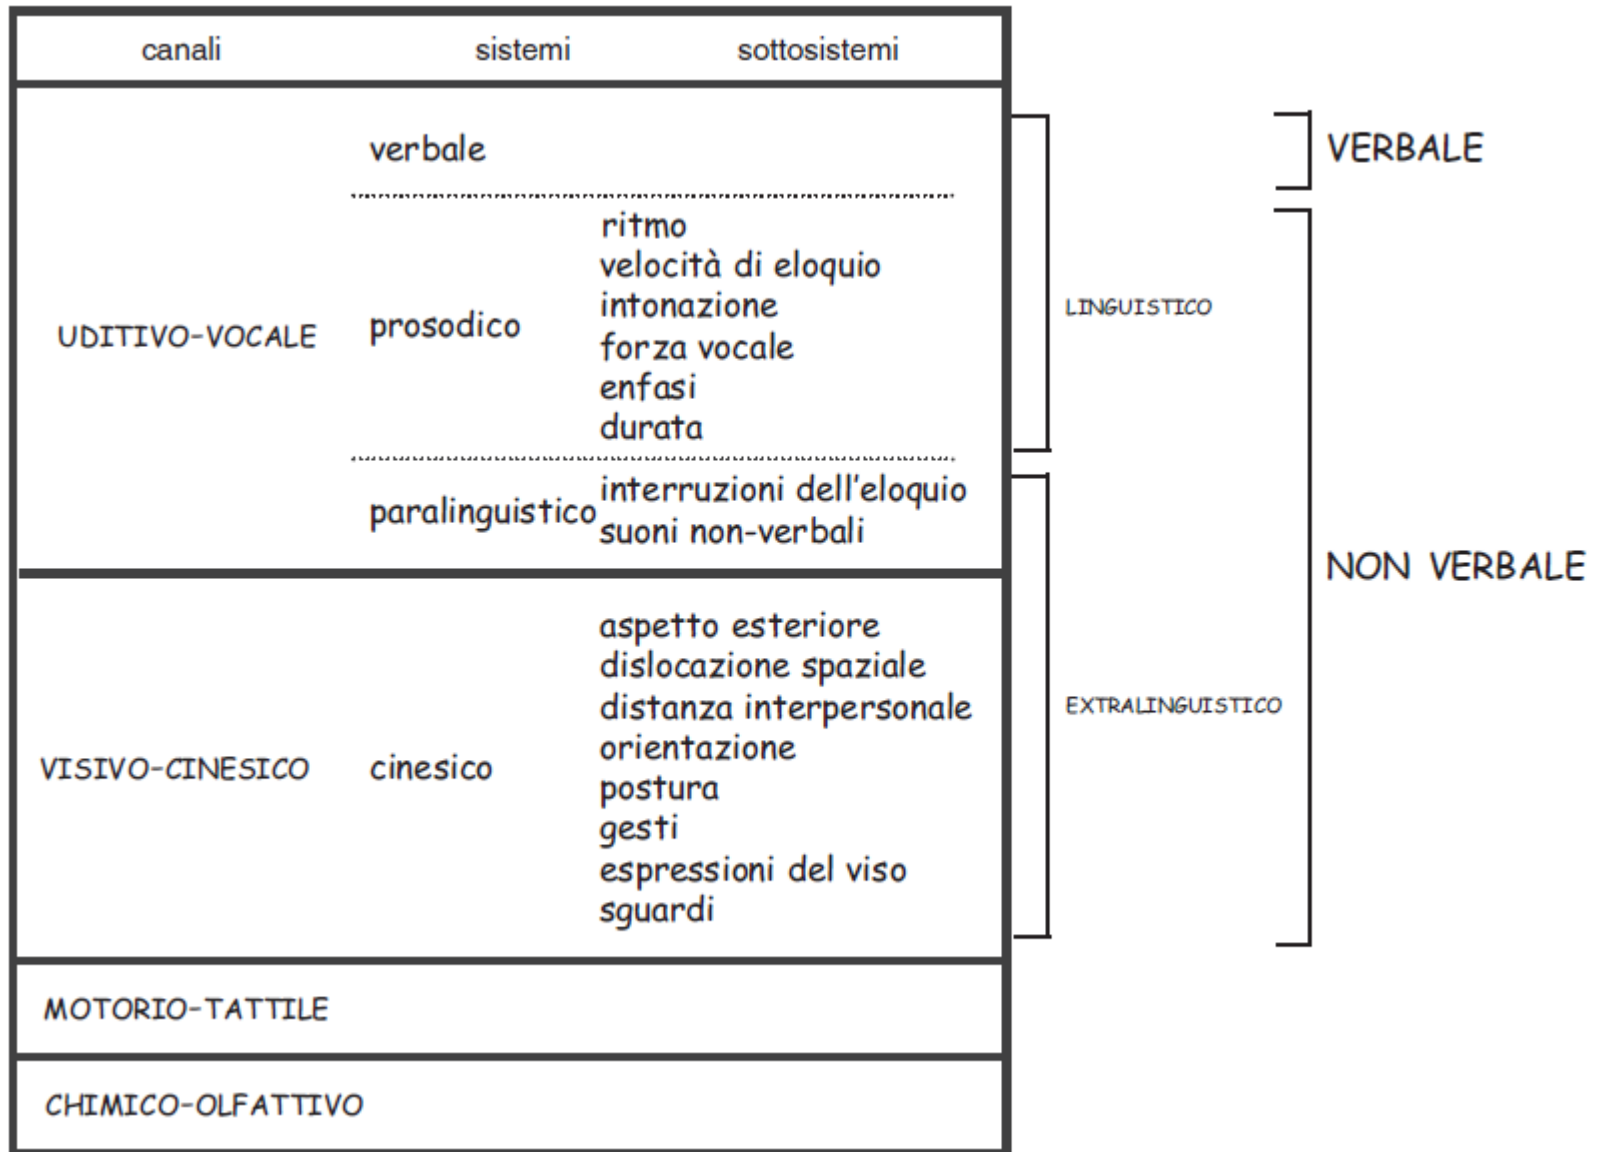 canali sistemi sottosistemi
verbale
VERBALE
ritmo
velocità di eloquio
intonazione
LINGUISTICO
UDITIVO-VOCALE prosodico
forza vocale
enfasi
durata
interruzioni dell'eloquio
paralinguistico
suoni non-verbali
NON VERBALE
aspetto esteriore
dislocazione spaziale
distanza interpersonale
EXTRALINGUISTICO
orientazione
VISIVO-CINESICO cinesico
postura
gesti
espressioni del viso
sguardi
MOTORIO-TATTILE
CHIMICO-OLFATTIVO